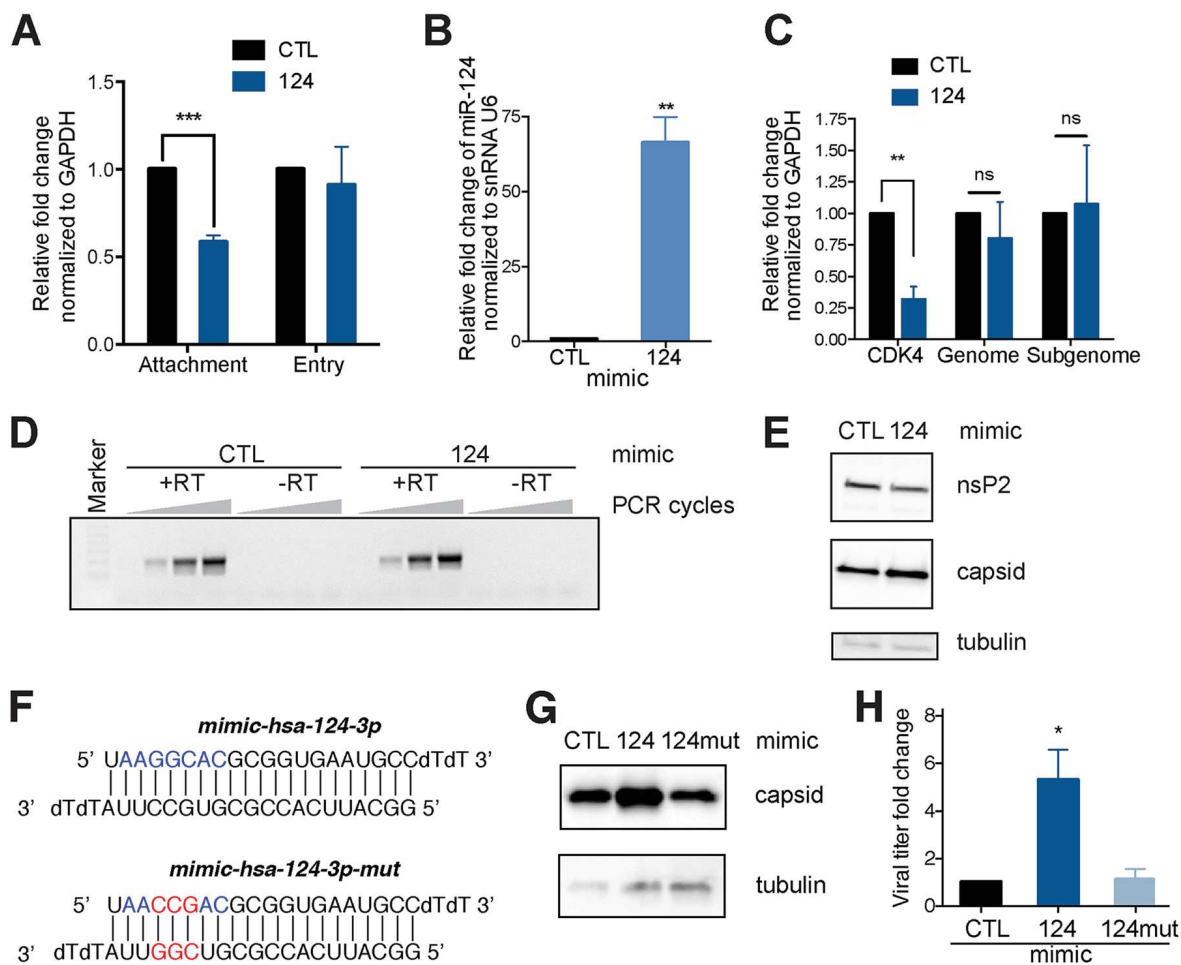 A
CTL
124
Relative fold change
normalized to GAPDH
1.5
1.0
0.5
0.0
***
Attachment
Entry
B
Relative fold change of miR-124
normalized to snRNA U6
75
50
25
0
**
CTL
124
mimic
C
CTL
124
Relative fold change
normalized to GAPDH
1.75
1.50
1.25
1.00
0.75
0.50
0.25
0.00
**
ns
ns
CDK4
Genome
Subgenome
D
Marker
CTL
124
mimic
+RT
-RT
+RT
-RT
PCR cycles
E
CTL 124 mimic
nsP2
capsid
tubulin
F
mimic-hsa-124-3p
5' UAAGGCACGCGGUGAAUGCCdTdT 3'
3' dTdTAUUCCGUGCGCCACUUACGG 5'
mimic-hsa-124-3p-mut
5' UAACCGACGCGGUGAAUGCCdTdT 3'
3' dTdTAUUGGCUGCGCCACUUACGG 5'
G
CTL 124 124mut mimic
capsid
tubulin
H
Viral titer fold change
8
6
4
2
0
*
CTL
124
124mut
mimic